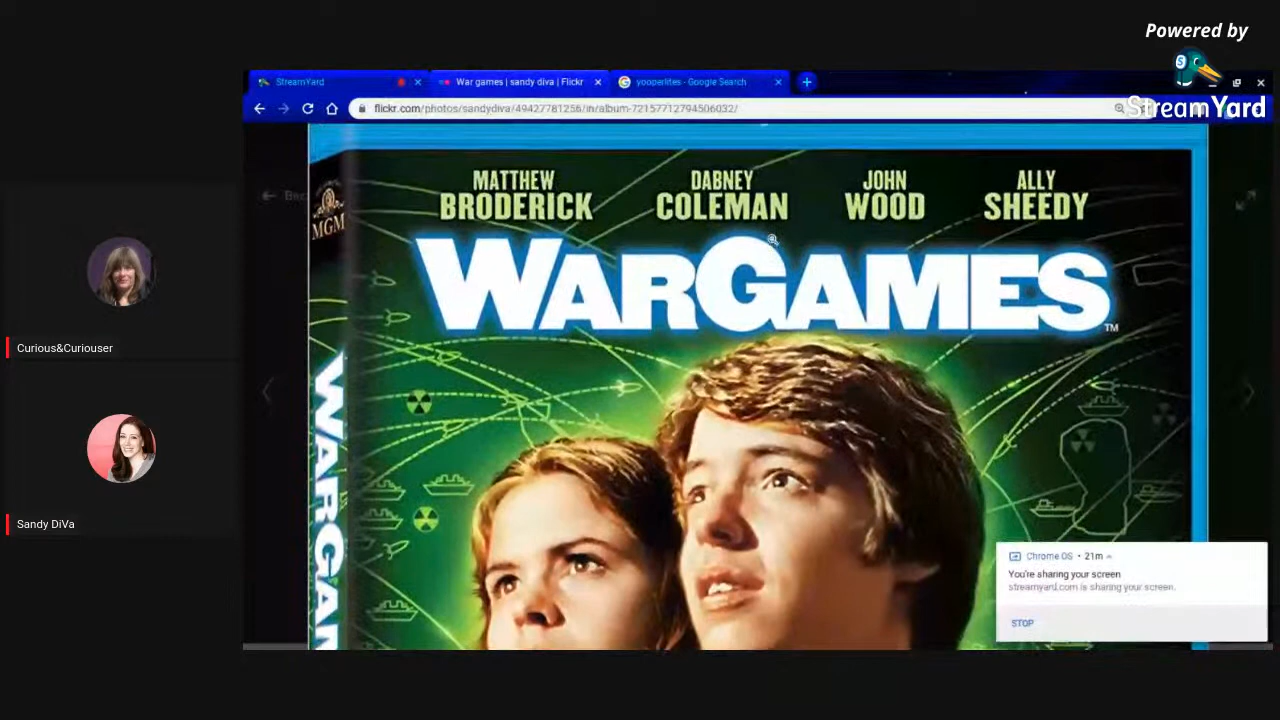 Powered by
StreamYard
StreamYard
War games | sandy diva | Flickr
yooperlites - Google Search
flickr.com/photos/sandydiva/49427781256/in/album-72157712794506032/
MGM
MATTHEW BRODERICK
DABNEY COLEMAN
JOHN WOOD
ALLY SHEEDY
WARGAMES™
WARGAM
Curious&Curiouser
Sandy DiVa
Chrome OS • 21m
You're sharing your screen
streamyard.com is sharing your screen.
STOP